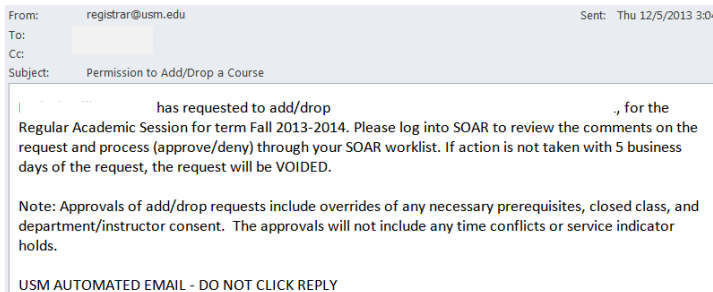 From: registrar@usm.edu Sent: Thu 12/5/2013 3:04
To:
Cc:
Subject: Permission to Add/Drop a Course
has requested to add/drop ., for the
Regular Academic Session for term Fall 2013-2014. Please log into SOAR to review the comments on the
request and process (approve/deny) through your SOAR worklist. If action is not taken with 5 business
days of the request, the request will be VOIDED.
Note: Approvals of add/drop requests include overrides of any necessary prerequisites, closed class, and
department/instructor consent. The approvals will not include any time conflicts or service indicator
holds.
USM AUTOMATED EMAIL - DO NOT CLICK REPLY